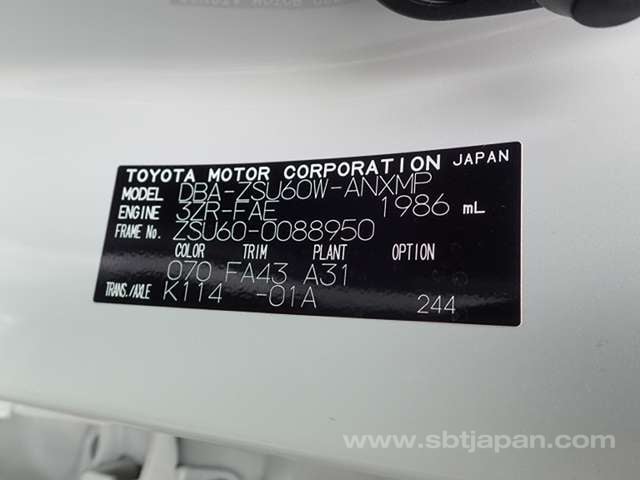 TOYOTA MOTOR CORPORATION JAPAN
MODEL DBA-ZSU60W-ANXMP
ENGINE 3ZR-FAE 1986 mL
FRAME No. ZSU60-0088950
COLOR TRIM PLANT OPTION
070 FA43 A31
TRANS./AXLE K114 -01A 244
www.sbtjapan.com